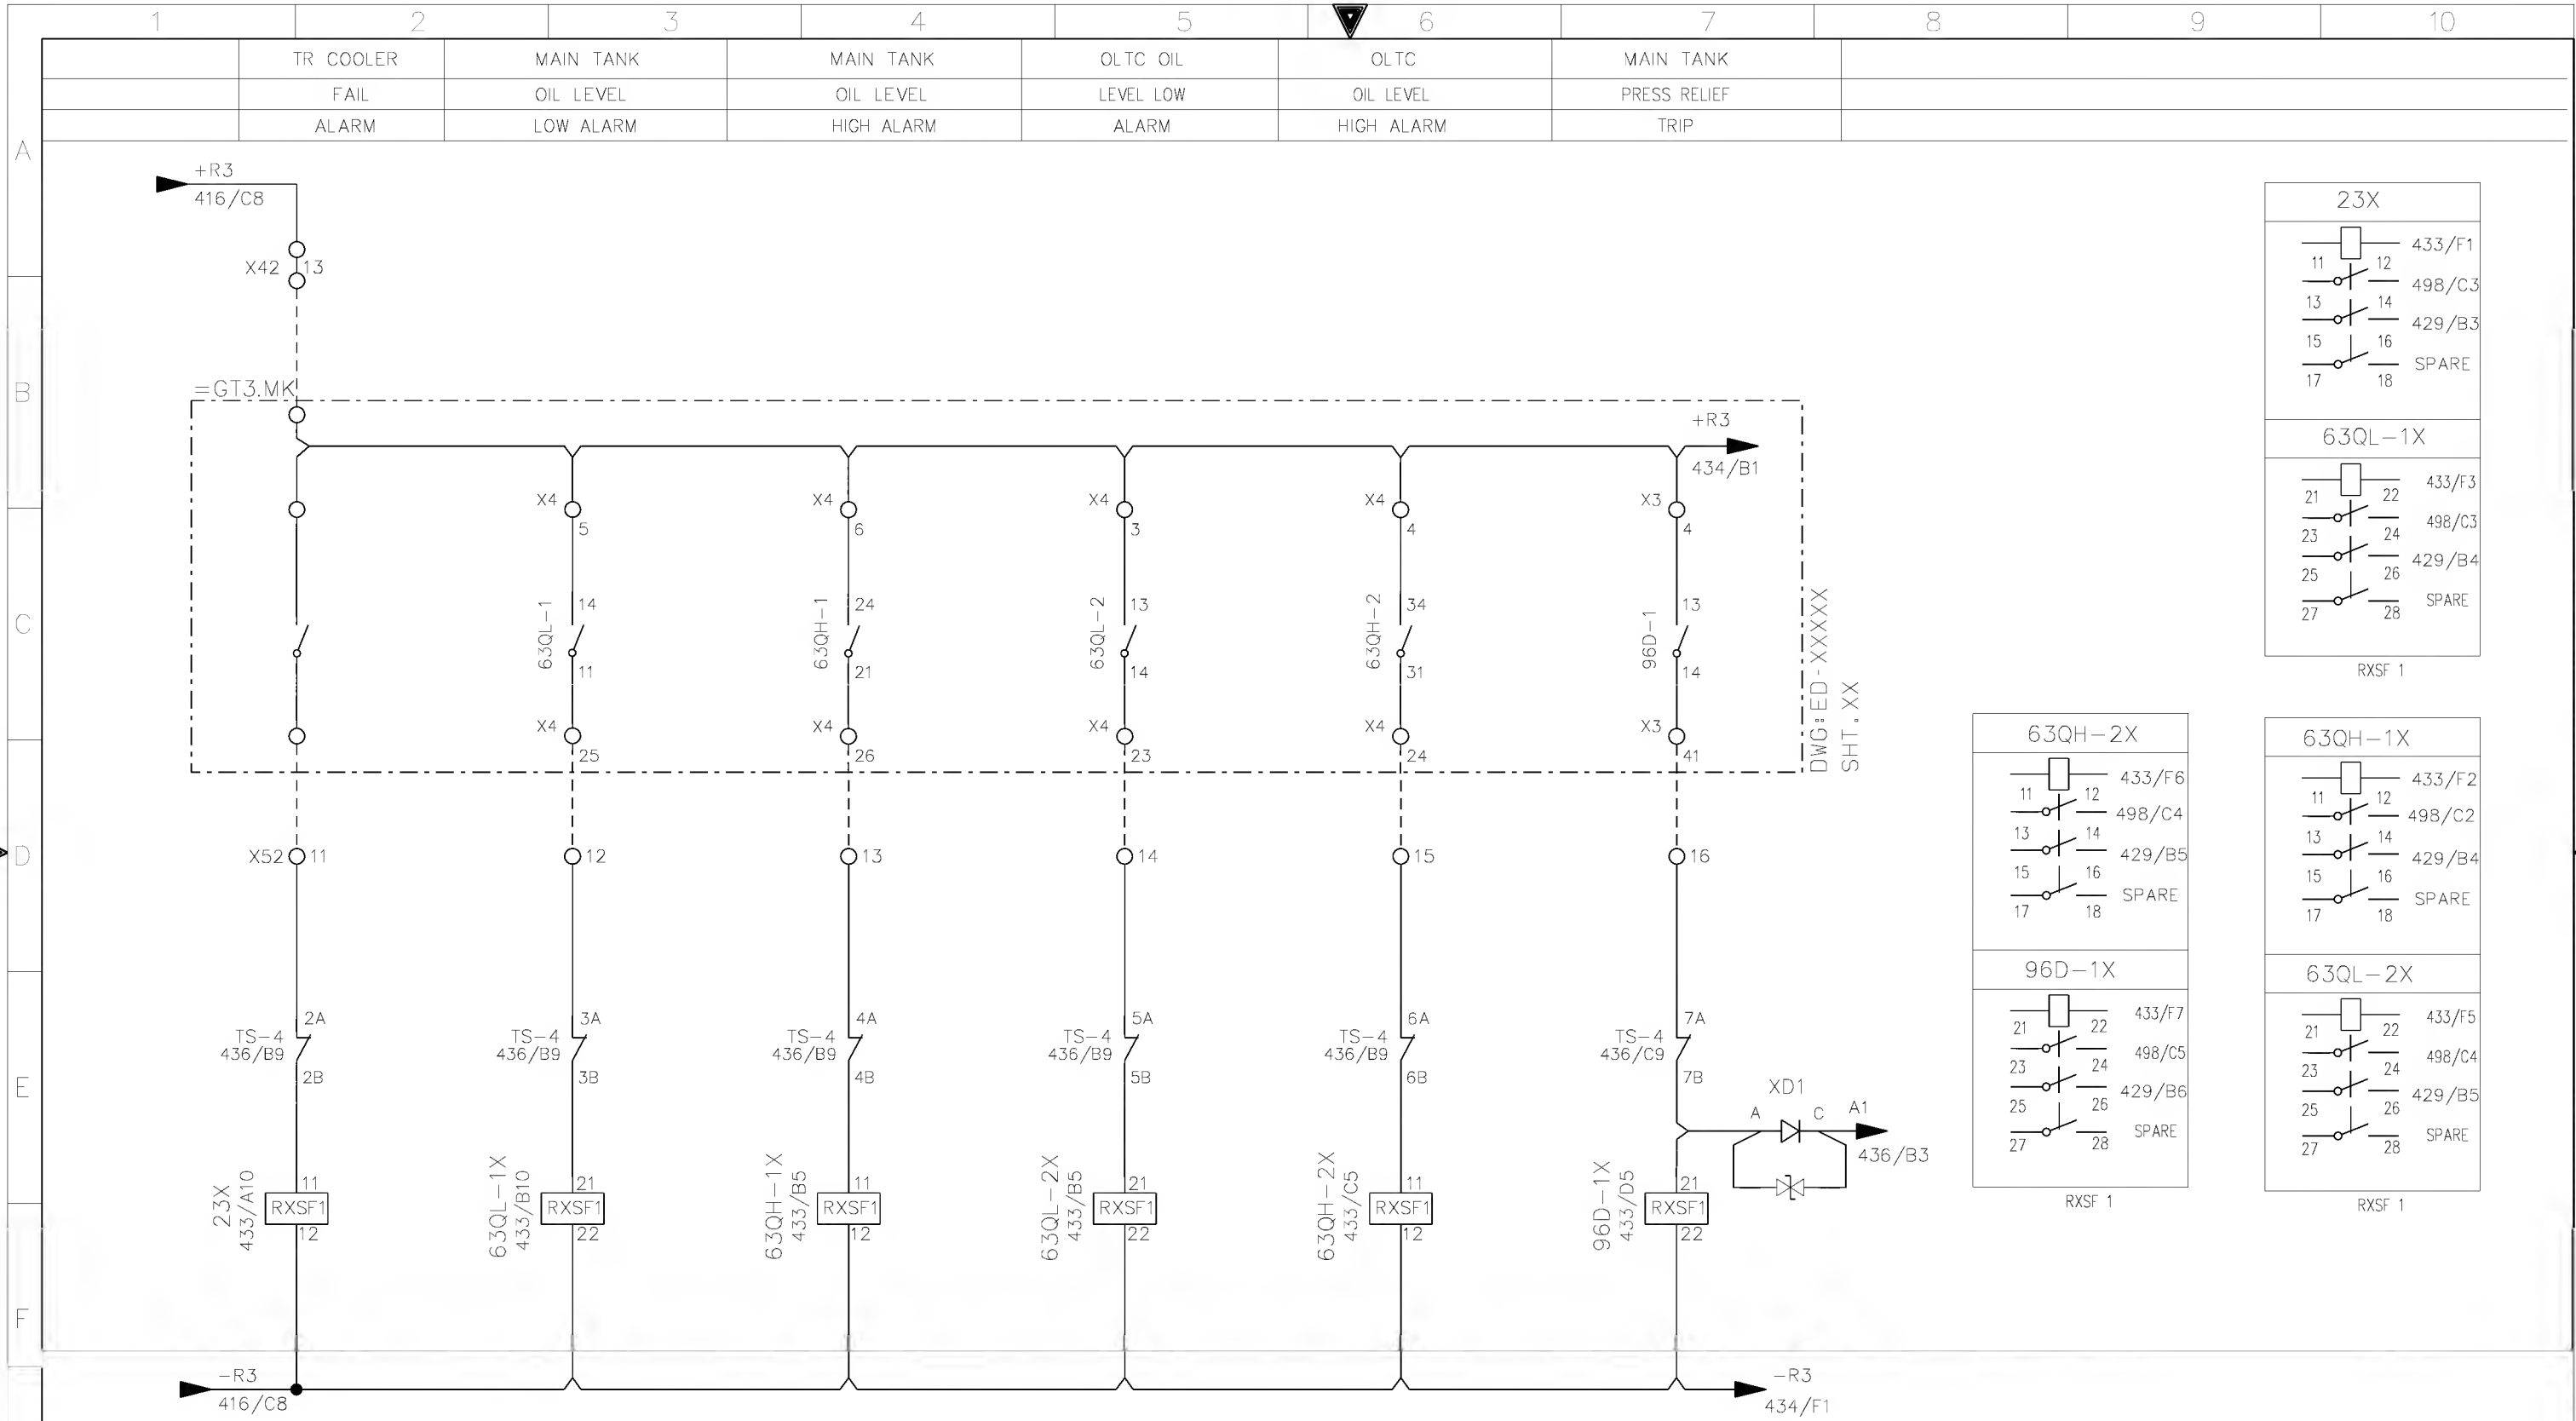 1 2 3 4 5 6 7 8 9 10
TR COOLER MAIN TANK MAIN TANK OLTC OIL OLTC MAIN TANK
FAIL OIL LEVEL OIL LEVEL LEVEL LOW OIL LEVEL PRESS RELIEF
ALARM LOW ALARM HIGH ALARM ALARM HIGH ALARM TRIP
A
B
C
D
E
F
+R3
416/C8
X42 13
=GT3.MK
+R3
434/B1
X4 X4 X4 X4 X3
5 6 3 4 4
63QL-1 14 11
63QH-1 24 21
63QL-2 13 14
63QH-2 34 31
96D-1 13 14
X4 X4 X4 X4 X3
25 26 23 24 41
DWG:ED-XXXXX
SHT.XX
X52 11 12 13 14 15 16
2A 3A 4A 5A 6A 7A
TS-4 TS-4 TS-4 TS-4 TS-4 TS-4
436/B9 436/B9 436/B9 436/B9 436/B9 436/C9
2B 3B 4B 5B 6B 7B
XD1
A C A1
436/B3
23X
433/A10
11
RXSF1
12
63QL-1X
433/B10
21
RXSF1
22
63QH-1X
433/B5
11
RXSF1
12
63QL-2X
433/B5
21
RXSF1
22
63QH-2X
433/C5
11
RXSF1
12
96D-1X
433/D5
21
RXSF1
22
-R3
416/C8
-R3
434/F1
23X
433/F1
11 12
498/C3
13 14
429/B3
15 16
SPARE
17 18
63QL-1X
433/F3
21 22
498/C3
23 24
429/B4
25 26
SPARE
27 28
RXSF 1
63QH-2X
433/F6
11 12
498/C4
13 14
429/B5
15 16
SPARE
17 18
96D-1X
433/F7
21 22
498/C5
23 24
429/B6
25 26
SPARE
27 28
RXSF 1
63QH-1X
433/F2
11 12
498/C2
13 14
429/B4
15 16
SPARE
17 18
63QL-2X
433/F5
21 22
498/C4
23 24
429/B5
25 26
SPARE
27 28
RXSF 1